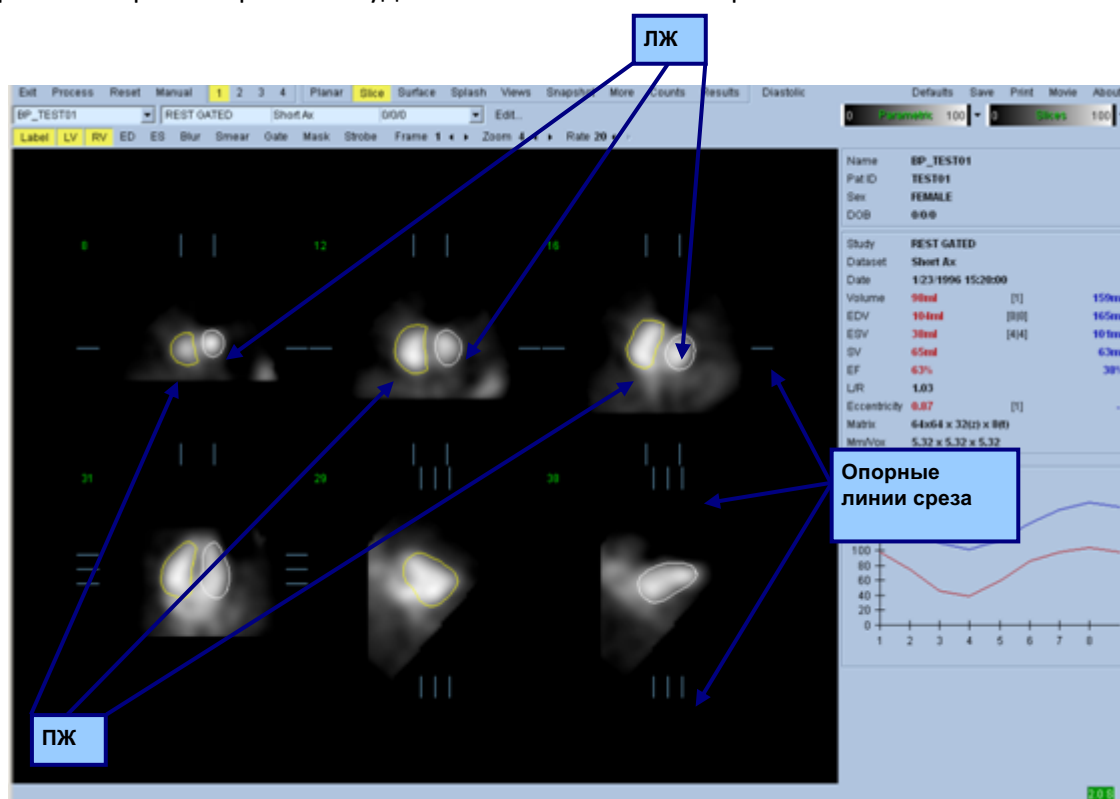 ЛЖ
Exit Process Reset Manual 1 2 3 4 Planar Slice Surface Splash Views Snapshot More Counts Results Diastolic Defaults Save Print Movie About
BP_TEST01 REST GATED Short Ax 0/0/0 Edit... 0 Parametric 100 0 Slices 100
Label LV RV ED ES Blur Smear Gate Mask Strobe Frame 1 Zoom 4 Rate 20
Name BP_TEST01
Pat ID TEST01
Sex FEMALE
DOB 0/0/0
8 12 16
Study REST GATED
Dataset Short Ax
Date 1/23/1996 15:20:00
Volume 98ml [1] 159m
EDV 104ml [8|8] 165m
ESV 38ml [4|4] 101m
SV 65ml 63m
EF 63% 38%
L/R 1.03
Eccentricity 0.87 [1]
Matrix 64x64 x 32(z) x 8(t)
Mm/Vox 5.32 x 5.32 x 5.32
Опорные
линии среза
31 29 38
100
80
60
40
20
0
1 2 3 4 5 6 7 8
ПЖ